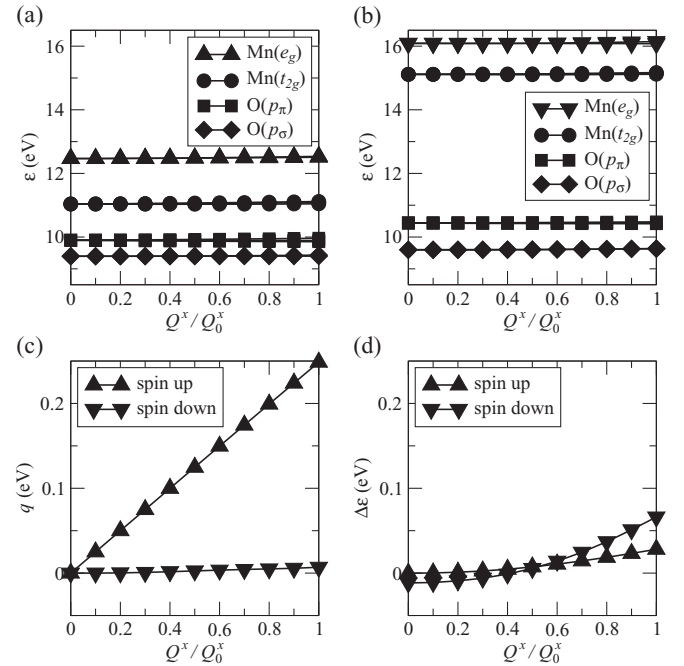 (a)
16
14
12
10
ε (eV)
Mn(e_g)
Mn(t_{2g})
O(p_π)
O(p_σ)
0 0.2 0.4 0.6 0.8 1
Q^x/Q_0^x
(b)
16
14
12
10
ε (eV)
Mn(e_g)
Mn(t_{2g})
O(p_π)
O(p_σ)
0 0.2 0.4 0.6 0.8 1
Q^x/Q_0^x
(c)
0.2
0.1
0
q (eV)
spin up
spin down
0 0.2 0.4 0.6 0.8 1
Q^x/Q_0^x
(d)
0.2
0.1
0
Δε (eV)
spin up
spin down
0 0.2 0.4 0.6 0.8 1
Q^x/Q_0^x